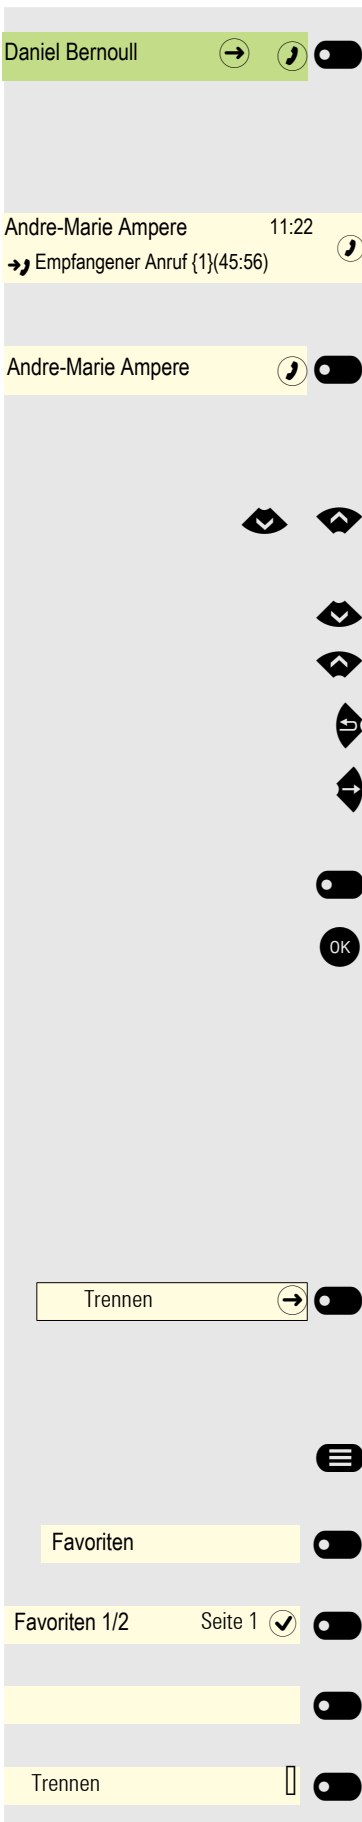 Daniel Bernoull
Andre-Marie Ampere 11:22
Empfangener Anruf {1}(45:56)
Andre-Marie Ampere
OK
Trennen
Favoriten
Favoriten 1/2 Seite 1
Trennen